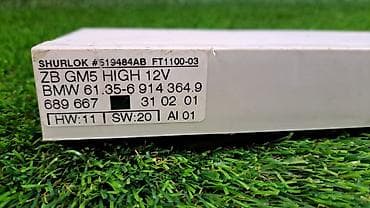 SHURLOK #519484AB FT1100-03
ZB GM5 HIGH 12V
BMW 61.35-6 914 364.9
689 667 31 02 01
HW:11 SW:20 AI 01